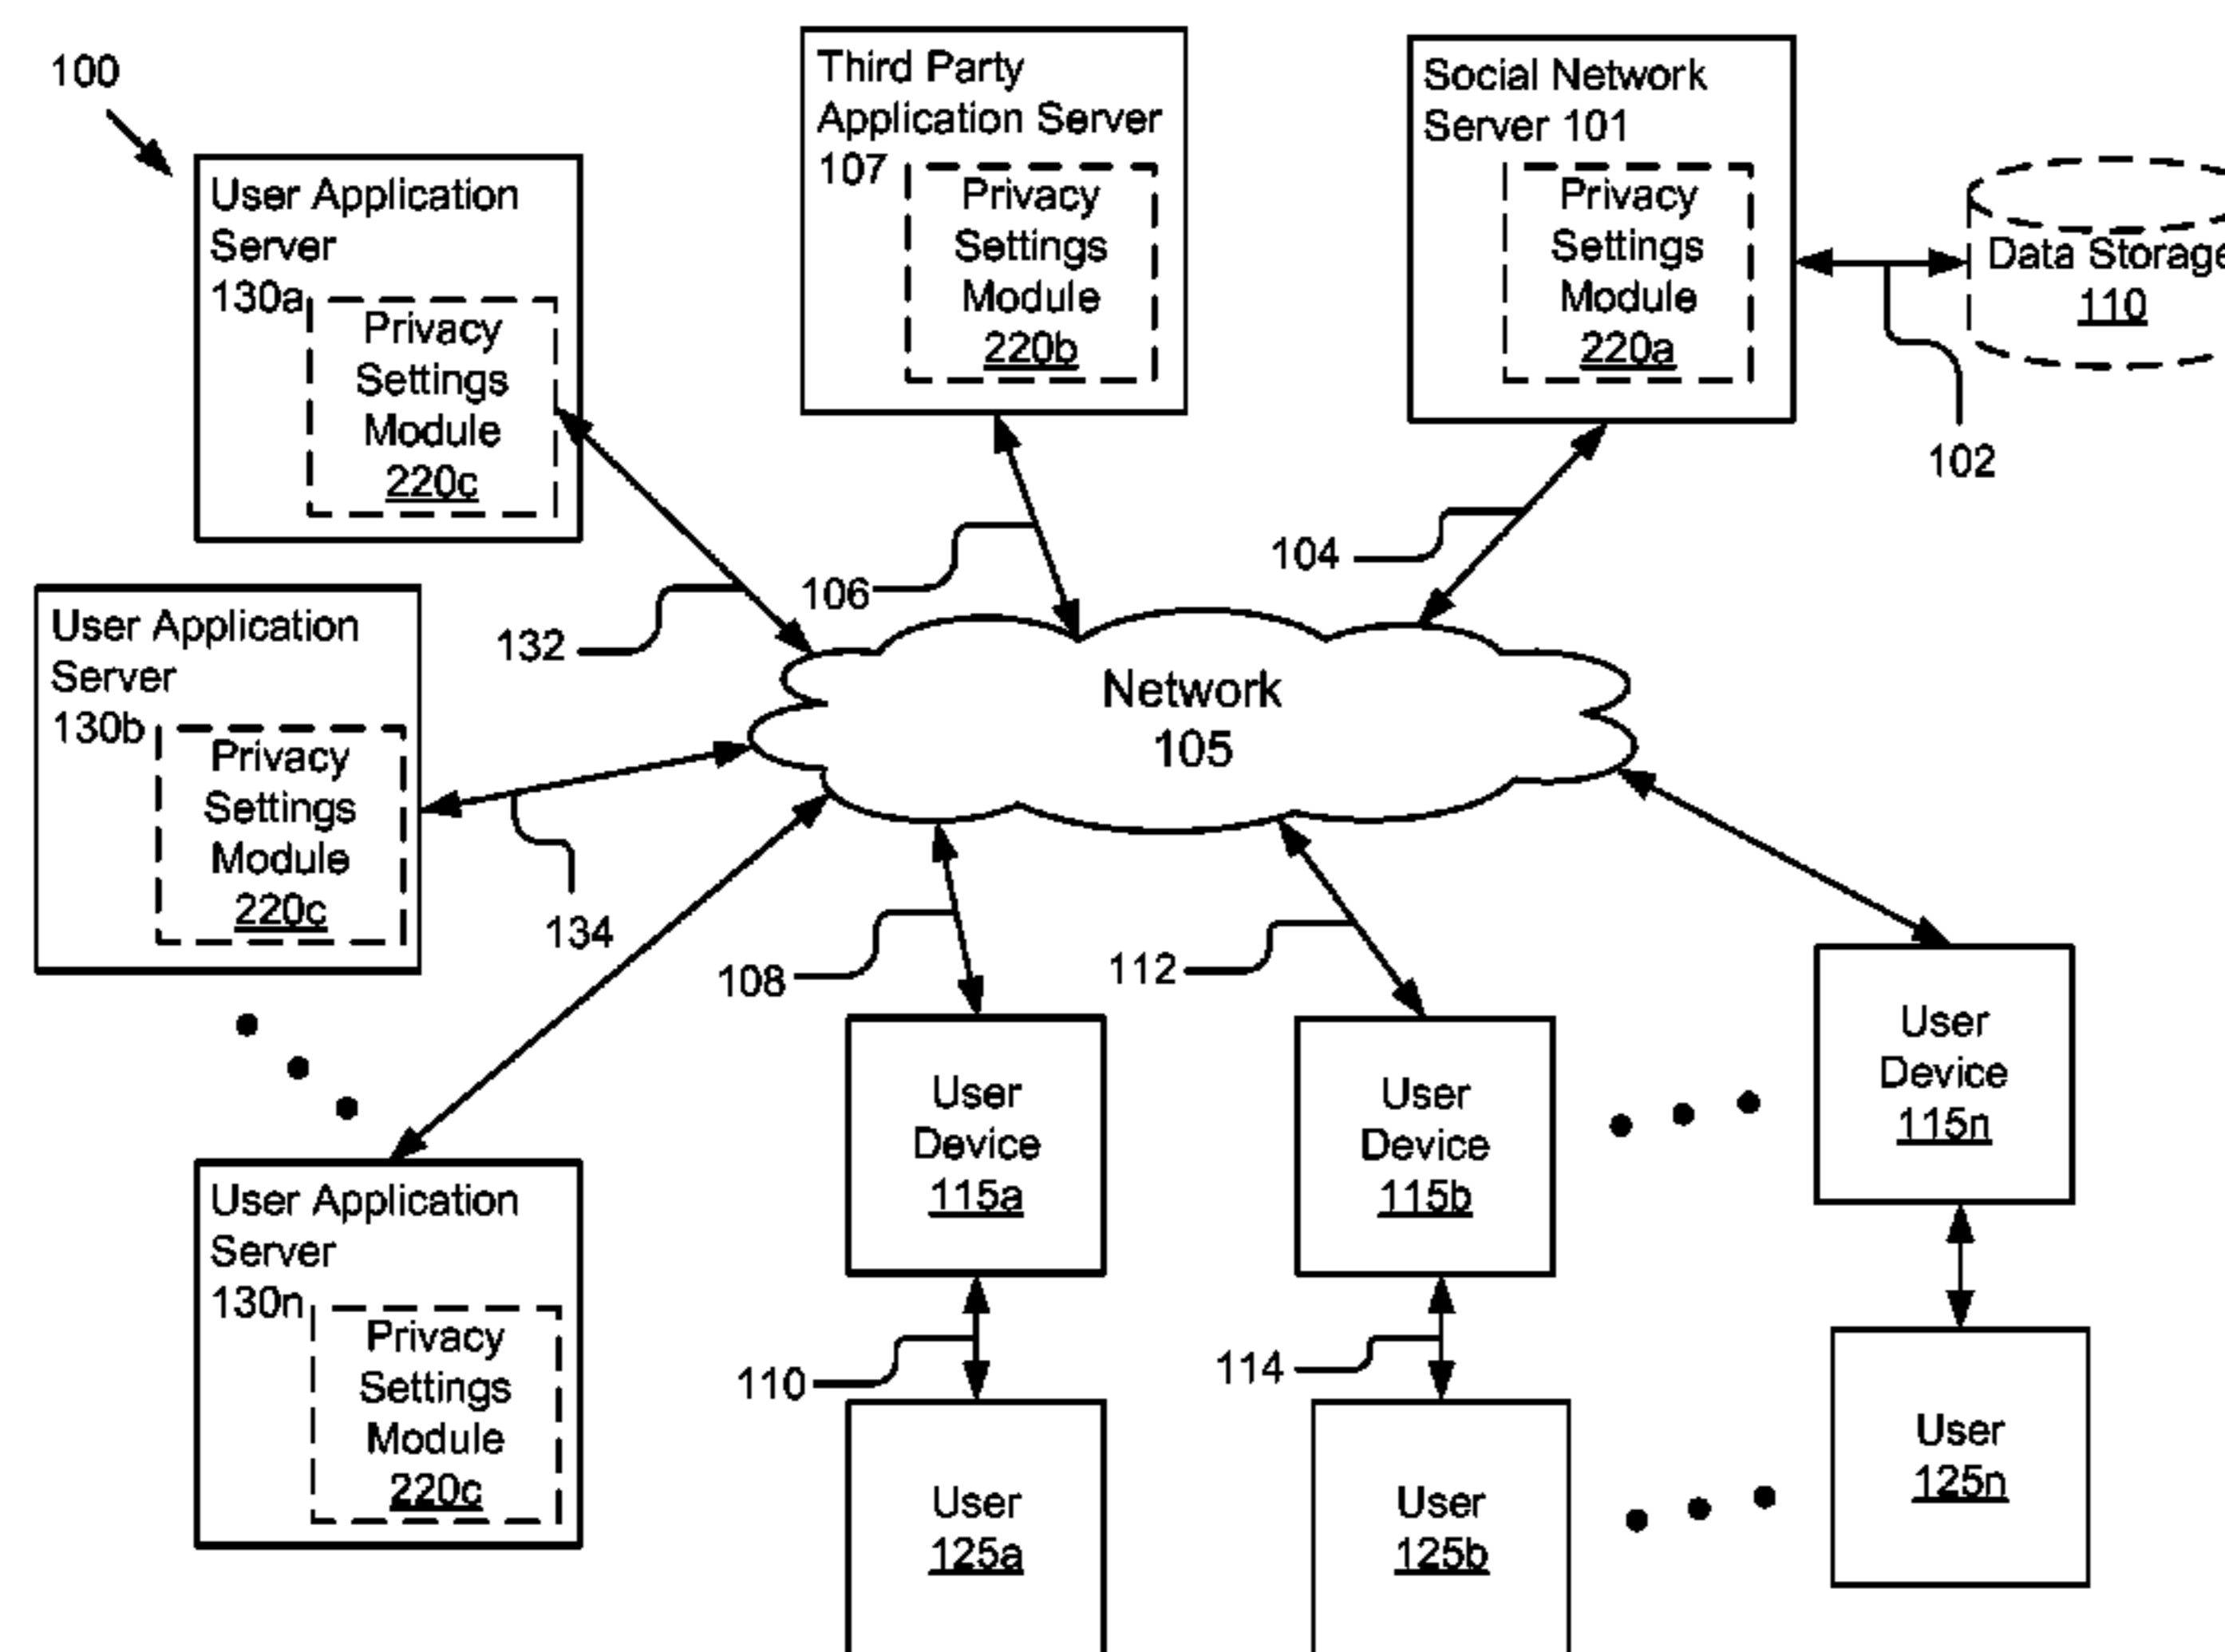 100
Third Party
Application Server
107
Privacy
Settings
Module
220b
Social Network
Server 101
Privacy
Settings
Module
220a
Data Storage
110
102
User Application
Server
130a
Privacy
Settings
Module
220c
132
106
104
User Application
Server
130b
Privacy
Settings
Module
220c
134
Network
105
108
112
User
Device
115a
User
Device
115b
User
Device
115n
User Application
Server
130n
Privacy
Settings
Module
220c
110
114
User
125a
User
125b
User
125n